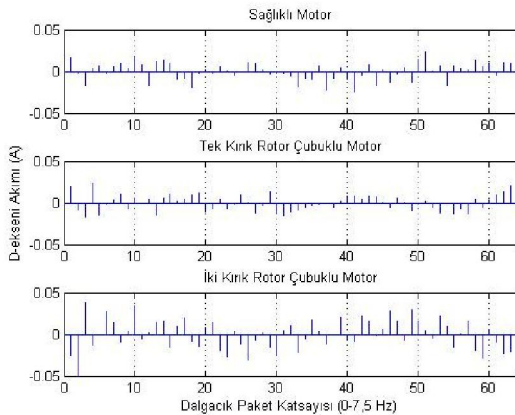 Sağlıklı Motor
0.05
0
-0.05
0 10 20 30 40 50 60
Tek Kırık Rotor Çubuklu Motor
0.05
0
-0.05
0 10 20 30 40 50 60
D-ekseni Akımı (A)
İki Kırık Rotor Çubuklu Motor
0.05
0
-0.05
0 10 20 30 40 50 60
Dalgacık Paket Katsayısı (0-7,5 Hz)